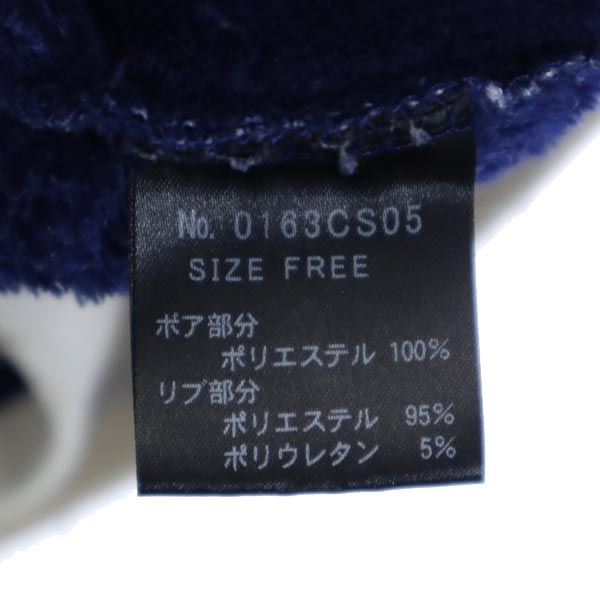 No. 0163CS05
SIZE FREE
ボア部分
ポリエステル 100%
リブ部分
ポリエステル 95%
ポリウレタン 5%